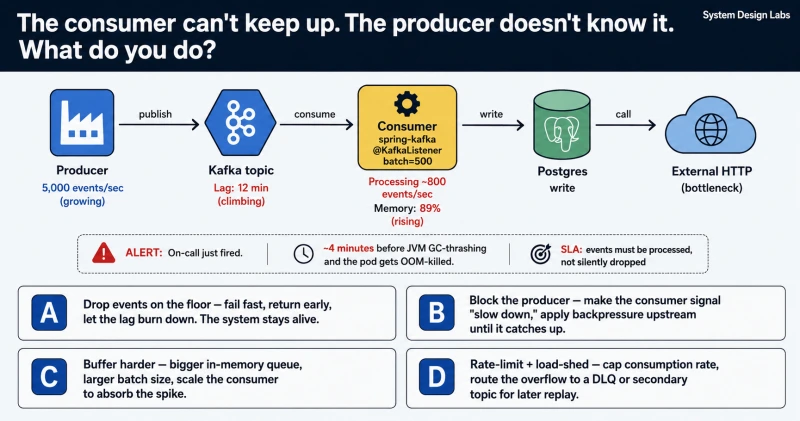 The consumer can't keep up. The producer doesn't know it.
What do you do?
System Design Labs
publish
consume
write
call
Producer
5,000 events/sec
(growing)
Kafka topic
Lag: 12 min
(climbing)
Consumer
spring-kafka
@KafkaListener
batch=500
Processing ~800
events/sec
Memory: 89%
(rising)
Postgres
write
External HTTP
(bottleneck)
ALERT: On-call just fired.
~4 minutes before JVM GC-thrashing
and the pod gets OOM-killed.
SLA: events must be processed,
not silently dropped
A
Drop events on the floor — fail fast, return early,
let the lag burn down. The system stays alive.
B
Block the producer — make the consumer signal
"slow down," apply backpressure upstream
until it catches up.
C
Buffer harder — bigger in-memory queue,
larger batch size, scale the consumer
to absorb the spike.
D
Rate-limit + load-shed — cap consumption rate,
route the overflow to a DLQ or secondary
topic for later replay.